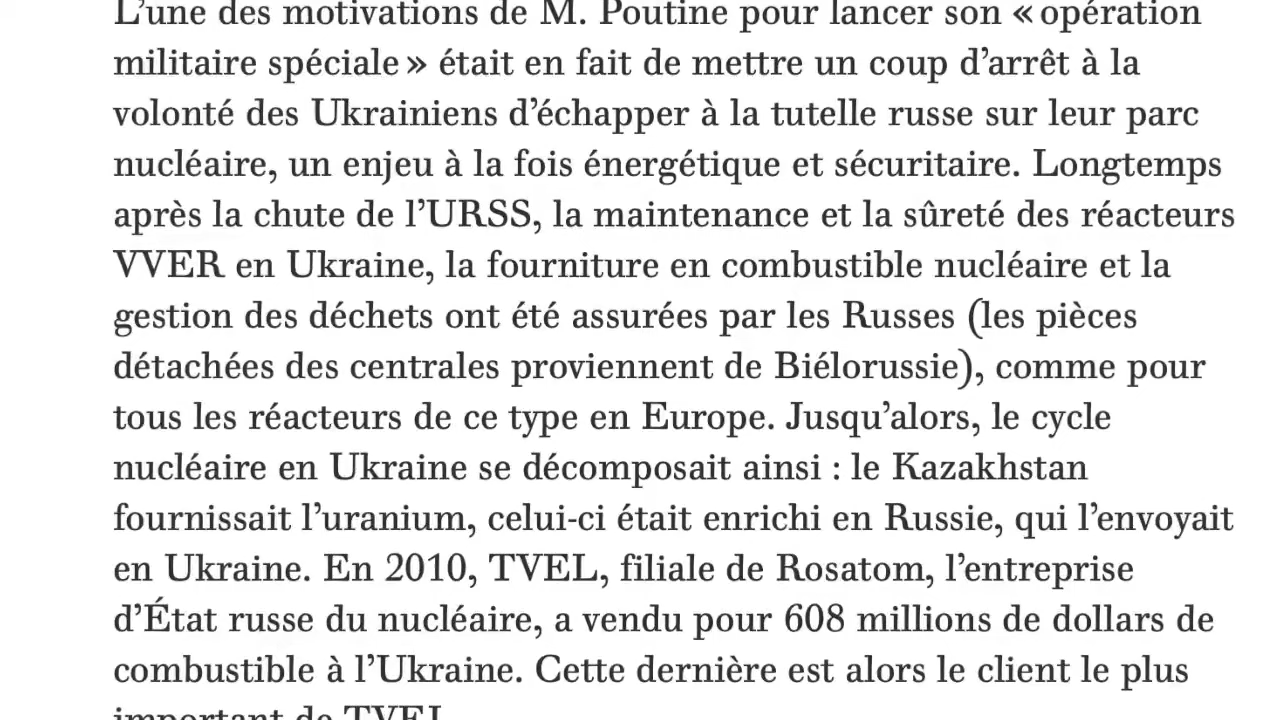 L’une des motivations de M. Poutine pour lancer son « opération
militaire spéciale » était en fait de mettre un coup d’arrêt à la
volonté des Ukrainiens d’échapper à la tutelle russe sur leur parc
nucléaire, un enjeu à la fois énergétique et sécuritaire. Longtemps
après la chute de l’URSS, la maintenance et la sûreté des réacteurs
VVER en Ukraine, la fourniture en combustible nucléaire et la
gestion des déchets ont été assurées par les Russes (les pièces
détachées des centrales proviennent de Biélorussie), comme pour
tous les réacteurs de ce type en Europe. Jusqu’alors, le cycle
nucléaire en Ukraine se décomposait ainsi : le Kazakhstan
fournissait l’uranium, celui-ci était enrichi en Russie, qui l’envoyait
en Ukraine. En 2010, TVEL, filiale de Rosatom, l’entreprise
d’État russe du nucléaire, a vendu pour 608 millions de dollars de
combustible à l’Ukraine. Cette dernière est alors le client le plus
important de TVEL